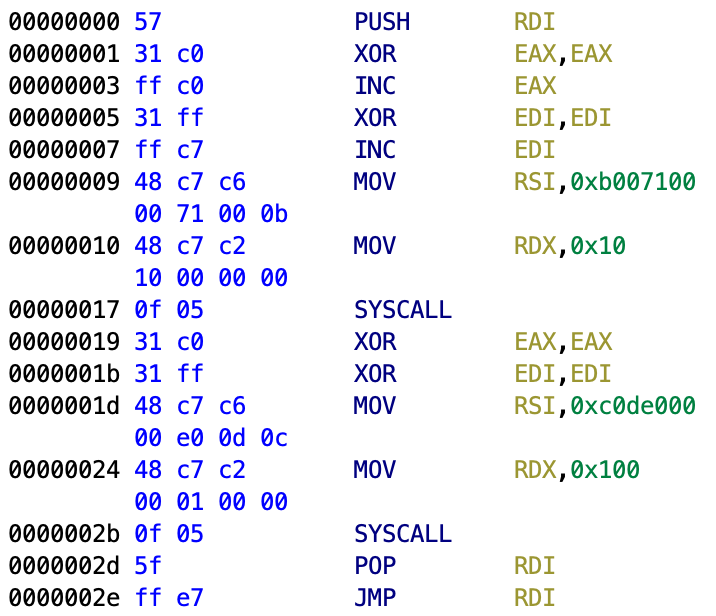 00000000 57 PUSH RDI
00000001 31 c0 XOR EAX,EAX
00000003 ff c0 INC EAX
00000005 31 ff XOR EDI,EDI
00000007 ff c7 INC EDI
00000009 48 c7 c6 MOV RSI,0xb007100
00 71 00 0b
00000010 48 c7 c2 MOV RDX,0x10
10 00 00 00
00000017 0f 05 SYSCALL
00000019 31 c0 XOR EAX,EAX
0000001b 31 ff XOR EDI,EDI
0000001d 48 c7 c6 MOV RSI,0xc0de000
00 e0 0d 0c
00000024 48 c7 c2 MOV RDX,0x100
00 01 00 00
0000002b 0f 05 SYSCALL
0000002d 5f POP RDI
0000002e ff e7 JMP RDI